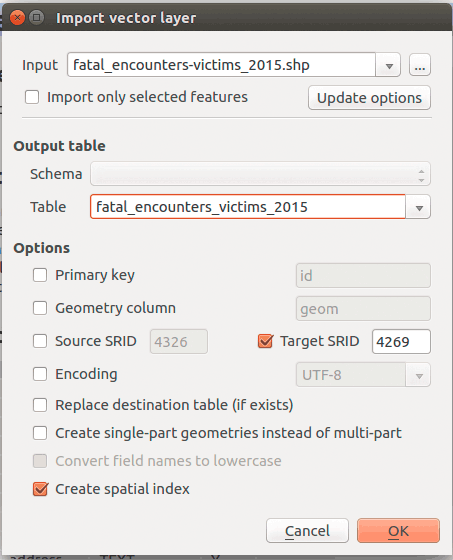 Import vector layer
Input fatal_encounters-victims_2015.shp ...
Import only selected features Update options
Output table
Schema
Table fatal_encounters_victims_2015
Options
Primary key id
Geometry column geom
Source SRID 4326 Target SRID 4269
Encoding UTF-8
Replace destination table (if exists)
Create single-part geometries instead of multi-part
Convert field names to lowercase
Create spatial index
Cancel OK